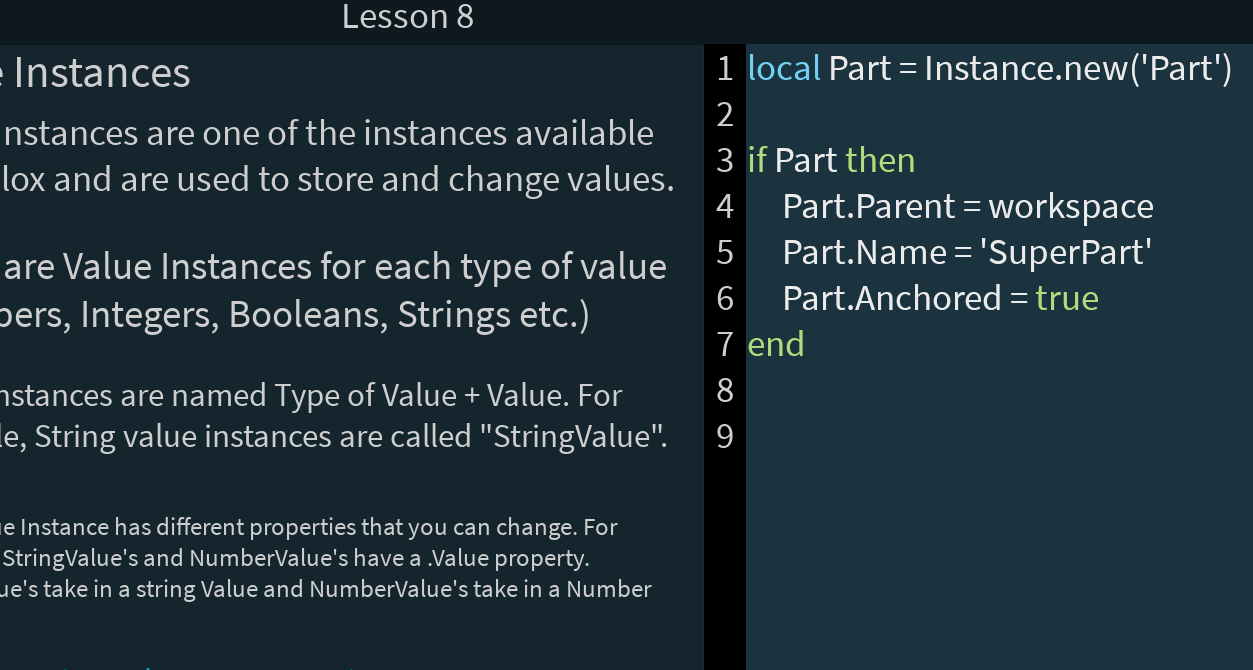 Lesson 8
Instances
nstances are one of the instances available
lox and are used to store and change values.
are Value Instances for each type of value
bers, Integers, Booleans, Strings etc.)
nstances are named Type of Value + Value. For
le, String value instances are called "StringValue".
ue Instance has different properties that you can change. For
StringValue's and NumberValue's have a .Value property.
ue's take in a string Value and NumberValue's take in a Number
1 local Part = Instance.new('Part')
2
3 if Part then
4 Part.Parent = workspace
5 Part.Name = 'SuperPart'
6 Part.Anchored = true
7 end
8
9